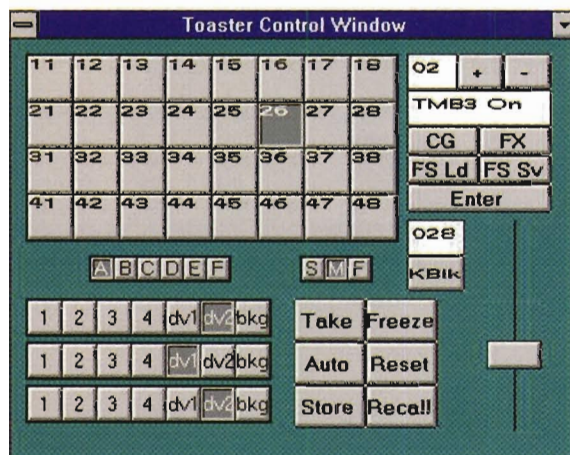 Toaster Control Window
11 12 13 14 15 16 17 18
21 22 23 24 25 26 27 28
31 32 33 34 35 36 37 38
41 42 43 44 45 46 47 48
02 + -
TMB3 On
CG FX
FS Ld FS Sv
Enter
028
KBlk
A B C D E F
S M F
1 2 3 4 dv1 dv2 bkg
1 2 3 4 dv1 dv2 bkg
1 2 3 4 dv1 dv2 bkg
Take Freeze
Auto Reset
Store Recall